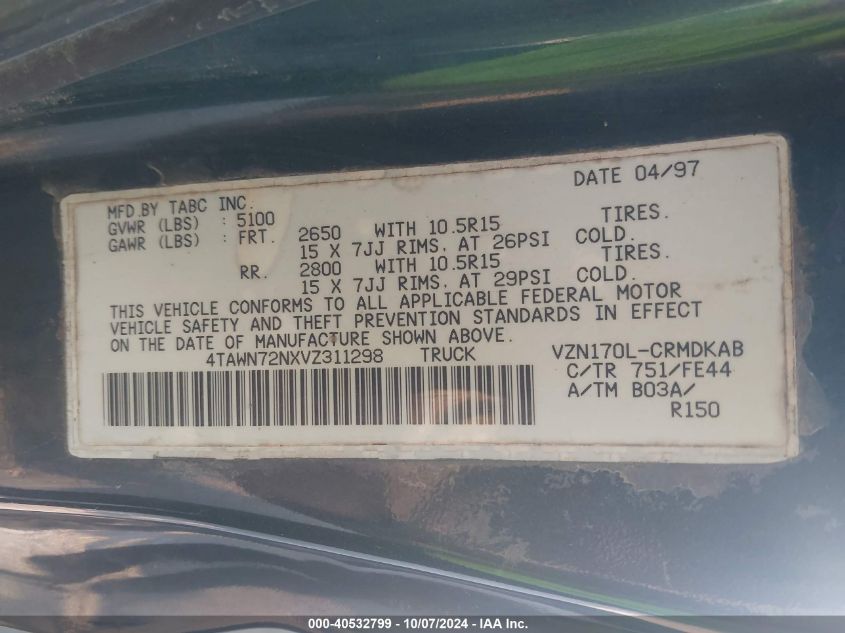 DATE 04/97
MFD.BY TABC INC.
GVWR (LBS) : 5100
GAWR (LBS) : FRT. 2650 WITH 10.5R15 TIRES.
15 X 7JJ RIMS. AT 26PSI COLD.
RR. 2800 WITH 10.5R15 TIRES.
15 X 7JJ RIMS. AT 29PSI COLD.
THIS VEHICLE CONFORMS TO ALL APPLICABLE FEDERAL MOTOR
VEHICLE SAFETY AND THEFT PREVENTION STANDARDS IN EFFECT
ON THE DATE OF MANUFACTURE SHOWN ABOVE.
4TAWN72NXVZ311298 TRUCK VZN170L-CRMDKAB
C/TR 751/FE44
A/TM B03A/
R150
000-40532799 - 10/07/2024 - IAA Inc.